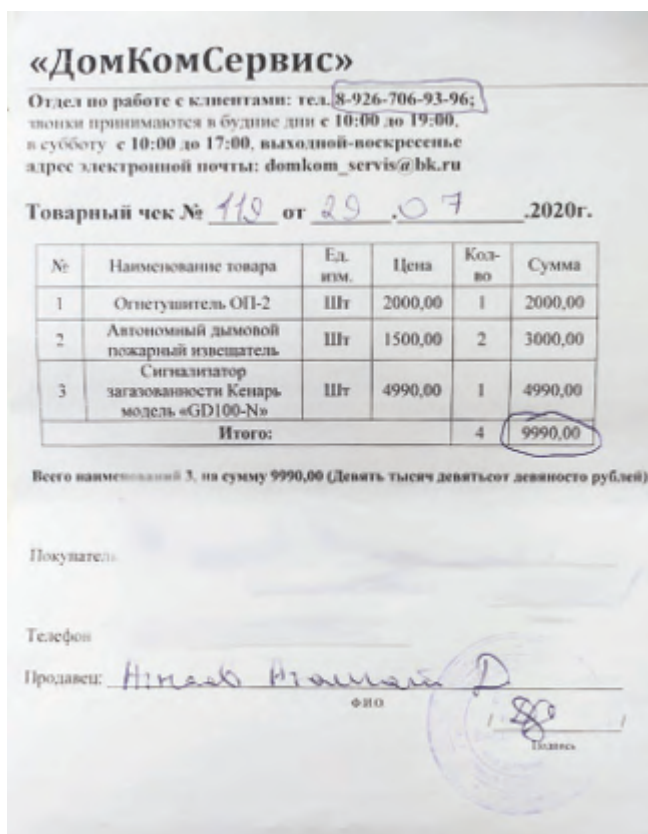 «ДомКомСервис»
Отдел по работе с клиентами: тел. 8-926-706-93-96;
звонки принимаются в будние дни с 10:00 до 19:00,
в субботу с 10:00 до 17:00, выходной-воскресенье
адрес электронной почты: domkom_servis@bk.ru
Товарный чек № 119 от 29 .07 .2020г.
№ Наименование товара Ед. изм. Цена Кол-во Сумма
1 Огнетушитель ОП-2 Шт 2000,00 1 2000,00
2 Автономный дымовой пожарный извещатель Шт 1500,00 2 3000,00
3 Сигнализатор загазованности Кенарь модель «GD100-N» Шт 4990,00 1 4990,00
Итого: 4 9990,00
Всего наименований 3, на сумму 9990,00 (Девять тысяч девятьсот девяносто рублей)
Покупатель
Телефон
Продавец:
ФИО
/ /
Подпись